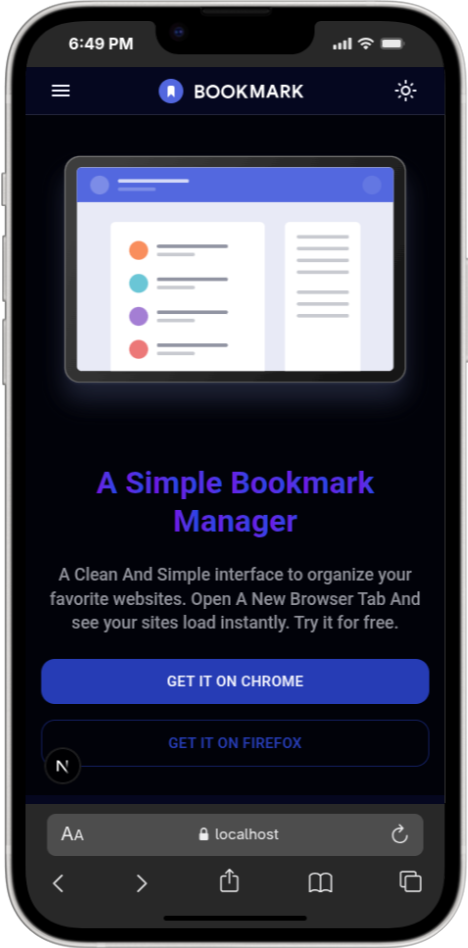 6:49 PM
BOOKMARK
A Simple Bookmark
Manager
A Clean And Simple interface to organize your
favorite websites. Open A New Browser Tab And
see your sites load instantly. Try it for free.
GET IT ON CHROME
GET IT ON FIREFOX
N
AA
localhost